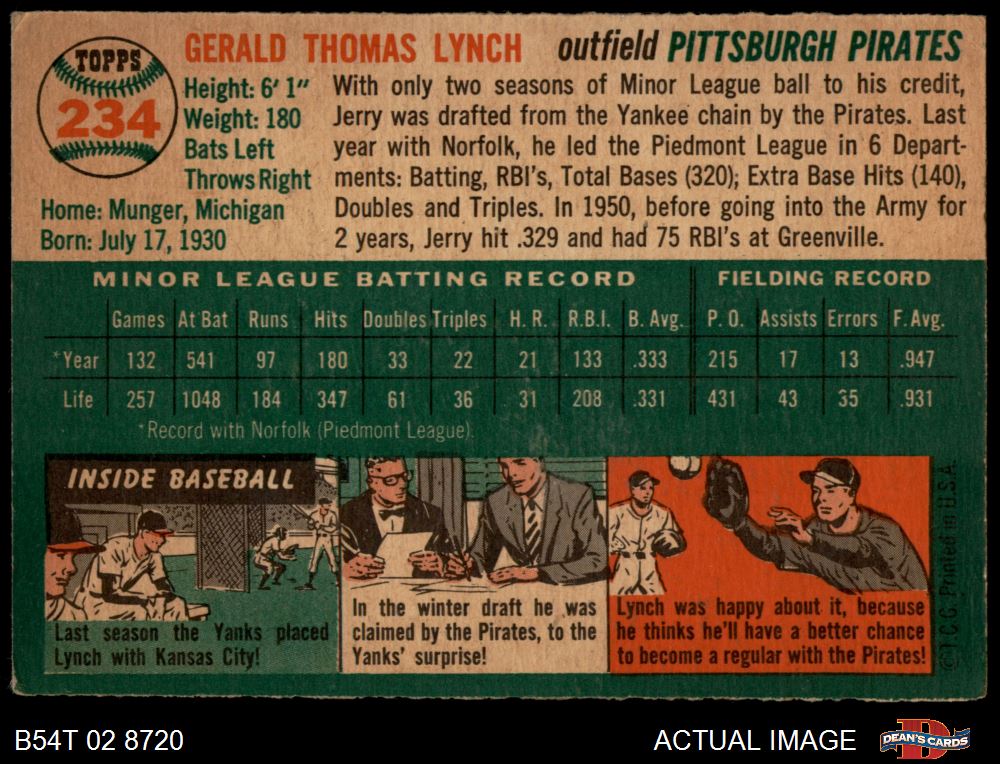 TOPPS
234
GERALD THOMAS LYNCH outfield PITTSBURGH PIRATES
Height: 6' 1"
Weight: 180
Bats Left
Throws Right
Home: Munger, Michigan
Born: July 17, 1930
With only two seasons of Minor League ball to his credit,
Jerry was drafted from the Yankee chain by the Pirates. Last
year with Norfolk, he led the Piedmont League in 6 Depart-
ments: Batting, RBI's, Total Bases (320); Extra Base Hits (140),
Doubles and Triples. In 1950, before going into the Army for
2 years, Jerry hit .329 and had 75 RBI's at Greenville.
MINOR LEAGUE BATTING RECORD FIELDING RECORD
Games At Bat Runs Hits Doubles Triples H. R. R.B.I. B. Avg. P. O. Assists Errors F. Avg.
*Year 132 541 97 180 33 22 21 133 .333 215 17 13 .947
Life 257 1048 184 347 61 36 31 208 .331 431 43 35 .931
*Record with Norfolk (Piedmont League).
INSIDE BASEBALL
Last season the Yanks placed
Lynch with Kansas City!
In the winter draft he was
claimed by the Pirates, to the
Yanks' surprise!
Lynch was happy about it, because
he thinks he'll have a better chance
to become a regular with the Pirates!
© T.C.G. Printed in U.S.A.
B54T 02 8720
ACTUAL IMAGE
D
DEAN'S CARDS